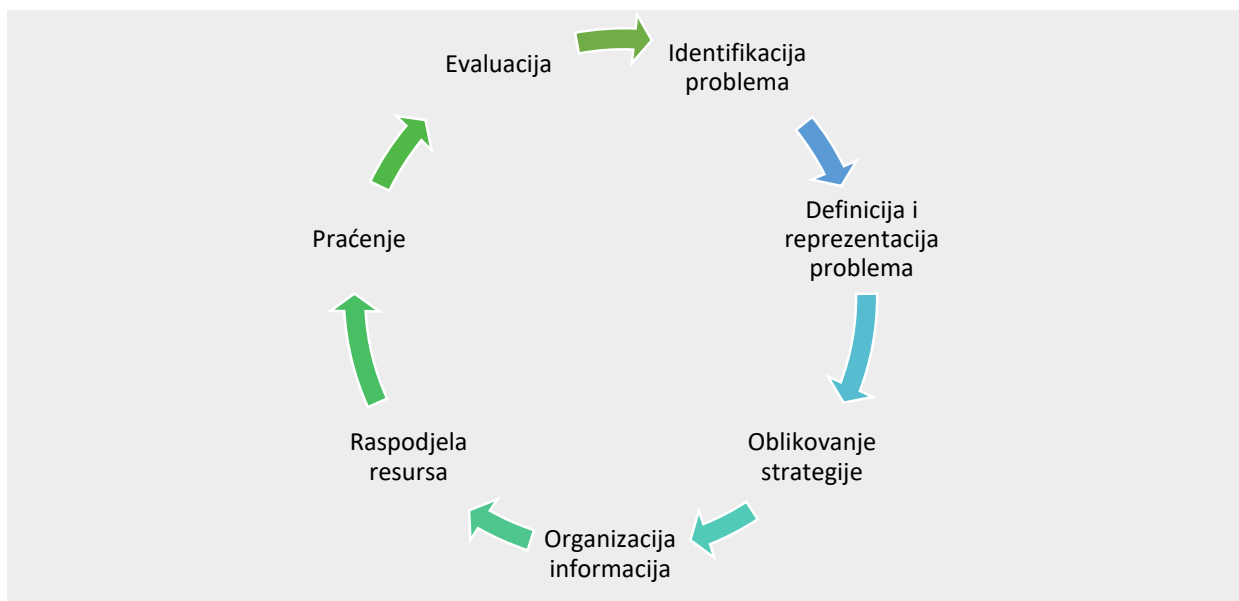 Identifikacija
problema
Definicija i
reprezentacija
problema
Oblikovanje
strategije
Organizacija
informacija
Raspodjela
resursa
Praćenje
Evaluacija